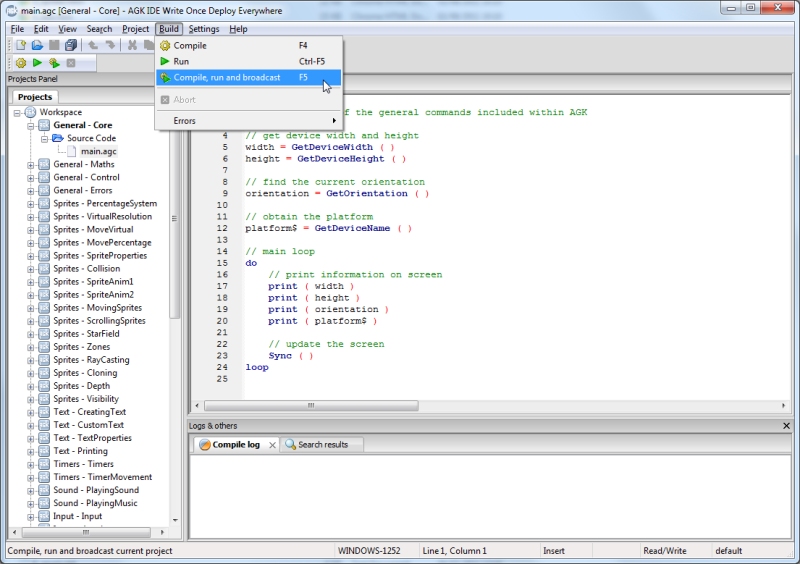 main.agc [General - Core] - AGK IDE Write Once Deploy Everywhere
File Edit View Search Project Build Settings Help
Compile F4
Run Ctrl-F5
Compile, run and broadcast F5
Abort
Errors
Projects Panel
Projects
Workspace
General - Core
Source Code
main.agc
General - Maths
General - Control
General - Errors
Sprites - PercentageSystem
Sprites - VirtualResolution
Sprites - MoveVirtual
Sprites - MovePercentage
Sprites - SpriteProperties
Sprites - Collision
Sprites - SpriteAnim1
Sprites - SpriteAnim2
Sprites - MovingSprites
Sprites - ScrollingSprites
Sprites - StarField
Sprites - Zones
Sprites - RayCasting
Sprites - Cloning
Sprites - Depth
Sprites - Visibility
Text - CreatingText
Text - CustomText
Text - TextProperties
Text - Printing
Timers - Timers
Timers - TimerMovement
Sound - PlayingSound
Sound - PlayingMusic
Input - Input
f the general commands included within AGK
4 // get device width and height
5 width = GetDeviceWidth ( )
6 height = GetDeviceHeight ( )
7
8 // find the current orientation
9 orientation = GetOrientation ( )
10
11 // obtain the platform
12 platform$ = GetDeviceName ( )
13
14 // main loop
15 do
16 // print information on screen
17 print ( width )
18 print ( height )
19 print ( orientation )
20 print ( platform$ )
21
22 // update the screen
23 Sync ( )
24 loop
25
Logs & others
Compile log Search results
Compile, run and broadcast current project WINDOWS-1252 Line 1, Column 1 Insert Read/Write default